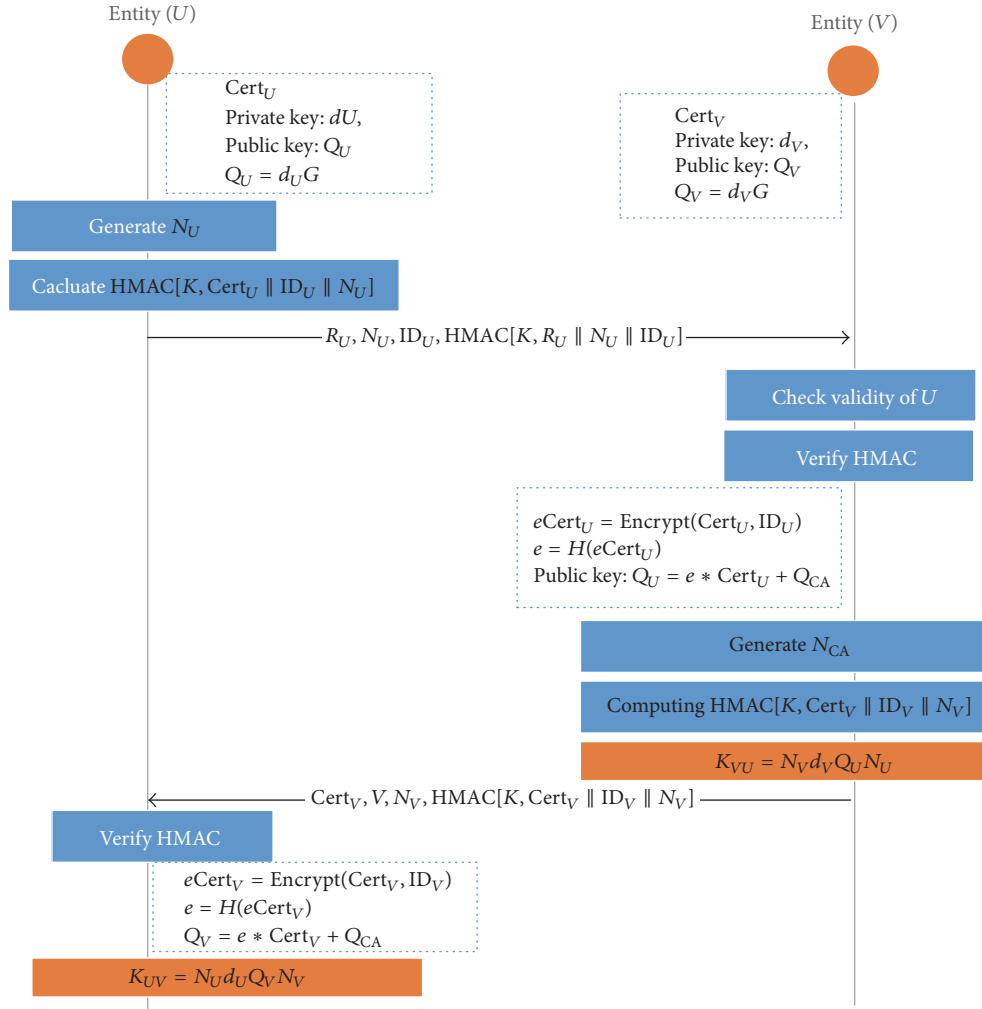 Entity (U)
Entity (V)
Cert_U
Private key: dU,
Public key: Q_U
Q_U = d_U G
Cert_V
Private key: d_V,
Public key: Q_V
Q_V = d_V G
Generate N_U
Cacluate HMAC[K, Cert_U ∥ ID_U ∥ N_U]
R_U, N_U, ID_U, HMAC[K, R_U ∥ N_U ∥ ID_U]
Check validity of U
Verify HMAC
eCert_U = Encrypt(Cert_U, ID_U)
e = H(eCert_U)
Public key: Q_U = e * Cert_U + Q_CA
Generate N_CA
Computing HMAC[K, Cert_V ∥ ID_V ∥ N_V]
K_VU = N_V d_V Q_U N_U
Cert_V, V, N_V, HMAC[K, Cert_V ∥ ID_V ∥ N_V]
Verify HMAC
eCert_V = Encrypt(Cert_V, ID_V)
e = H(eCert_V)
Q_V = e * Cert_V + Q_CA
K_UV = N_U d_U Q_V N_V